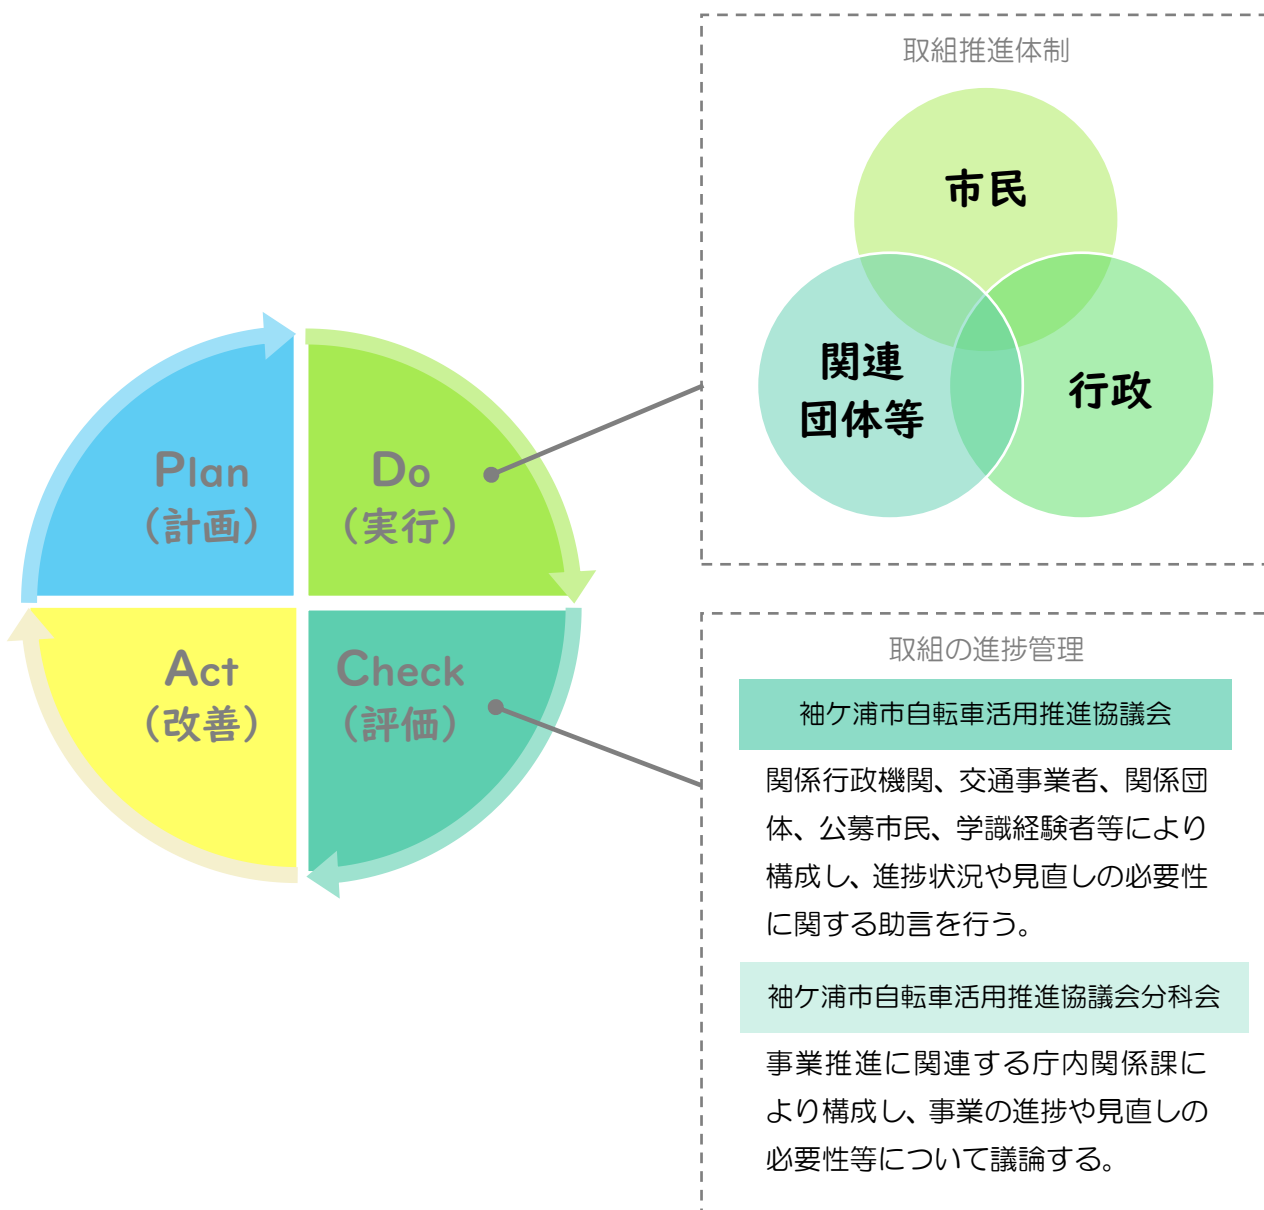 取組推進体制
市民
関連
団体等
行政
Plan
(計画)
Do
(実行)
Act
(改善)
Check
(評価)
取組の進捗管理
袖ケ浦市自転車活用推進協議会
関係行政機関、交通事業者、関係団
体、公募市民、学識経験者等により
構成し、進捗状況や見直しの必要性
に関する助言を行う。
袖ケ浦市自転車活用推進協議会分科会
事業推進に関連する庁内関係課に
より構成し、事業の進捗や見直しの
必要性等について議論する。